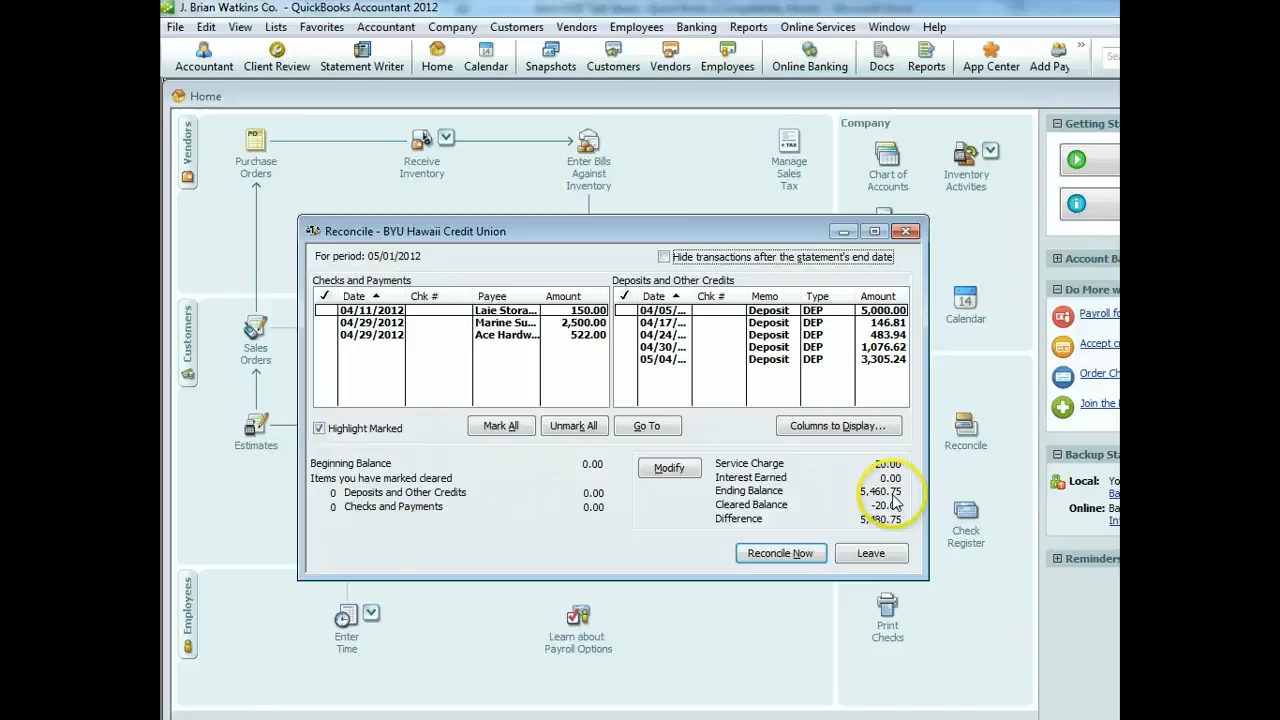 J. Brian Watkins Co. - QuickBooks Accountant 2012
File Edit View Lists Favorites Accountant Company Customers Vendors Employees Banking Reports Online Services Window Help
Accountant Client Review Statement Writer Home Calendar Snapshots Customers Vendors Employees Online Banking Docs Reports App Center Add Pay
Home
Vendors
Purchase Orders
Receive Inventory
Enter Bills Against Inventory
Manage Sales Tax
Company
Chart of Accounts
Inventory Activities
Getting St
Account B
Do More w
Payroll fo
Accept c
Order Ch
Join the
Backup Sta
Local: Yo
Ba
Online: Ba
Int
Reminders
Calendar
Reconcile
Check Register
Print Checks
Customers
Sales Orders
Estimates
Employees
Enter Time
Learn about Payroll Options
Reconcile - BYU Hawaii Credit Union
For period: 05/01/2012
Hide transactions after the statement's end date
Checks and Payments
✓ Date Chk # Payee Amount
04/11/2012 Laie Stora... 150.00
04/29/2012 Marine Su... 2,500.00
04/29/2012 Ace Hardw... 522.00
Deposits and Other Credits
✓ Date Chk # Memo Type Amount
04/05/... Deposit DEP 5,000.00
04/17/... Deposit DEP 146.81
04/24/... Deposit DEP 483.94
04/30/... Deposit DEP 1,076.62
05/04/... Deposit DEP 3,305.24
Highlight Marked
Mark All Unmark All Go To Columns to Display...
Beginning Balance 0.00
Items you have marked cleared
0 Deposits and Other Credits 0.00
0 Checks and Payments 0.00
Modify
Service Charge -20.00
Interest Earned 0.00
Ending Balance 5,460.75
Cleared Balance
Difference 5,480.75
Reconcile Now Leave